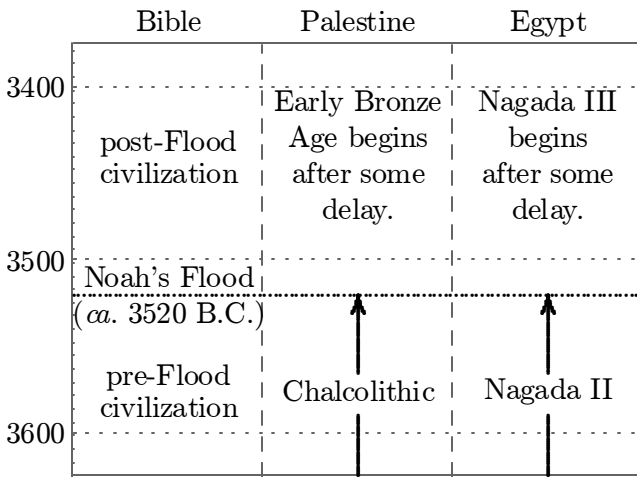 Bible Palestine Egypt
3400
Early Bronze Nagada III
post-Flood Age begins begins
civilization after some after some
delay. delay.
3500
Noah's Flood
(ca. 3520 B.C.)
pre-Flood Chalcolithic Nagada II
civilization
3600